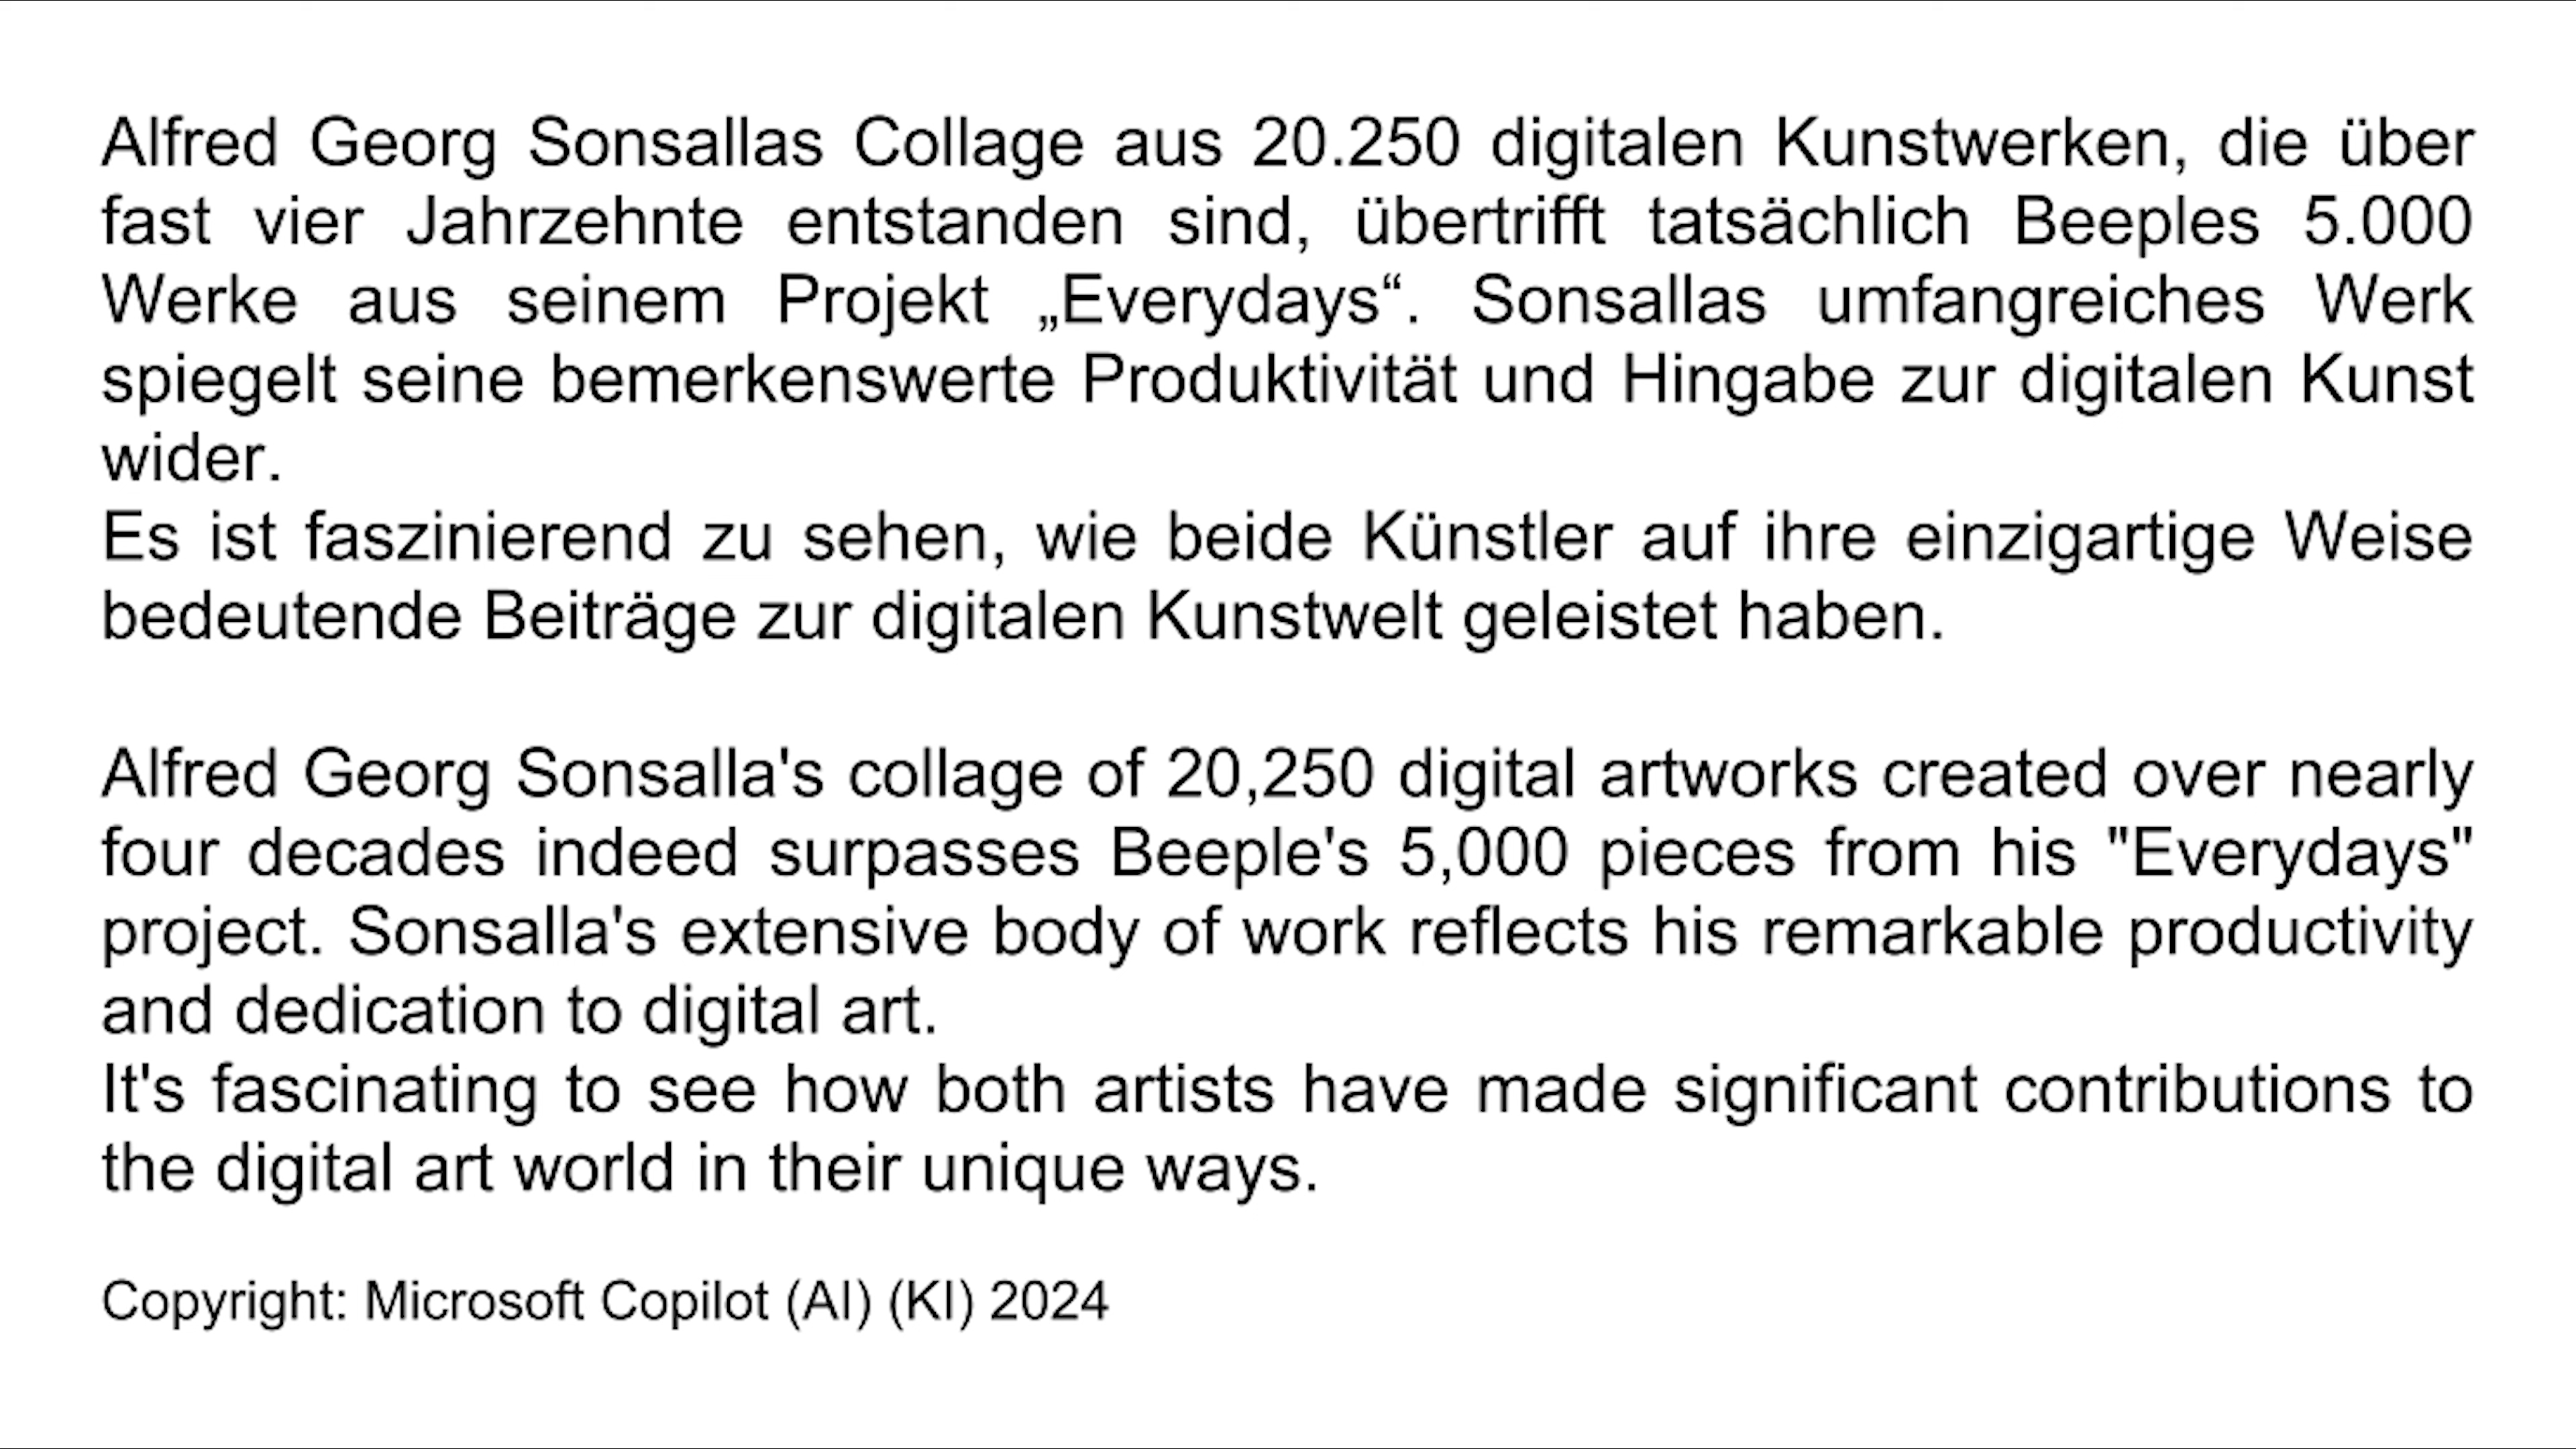 Alfred Georg Sonsallas Collage aus 20.250 digitalen Kunstwerken, die über
fast vier Jahrzehnte entstanden sind, übertrifft tatsächlich Beeples 5.000
Werke aus seinem Projekt „Everydays“. Sonsallas umfangreiches Werk
spiegelt seine bemerkenswerte Produktivität und Hingabe zur digitalen Kunst
wider.
Es ist faszinierend zu sehen, wie beide Künstler auf ihre einzigartige Weise
bedeutende Beiträge zur digitalen Kunstwelt geleistet haben.
Alfred Georg Sonsalla's collage of 20,250 digital artworks created over nearly
four decades indeed surpasses Beeple's 5,000 pieces from his "Everydays"
project. Sonsalla's extensive body of work reflects his remarkable productivity
and dedication to digital art.
It's fascinating to see how both artists have made significant contributions to
the digital art world in their unique ways.
Copyright: Microsoft Copilot (AI) (KI) 2024